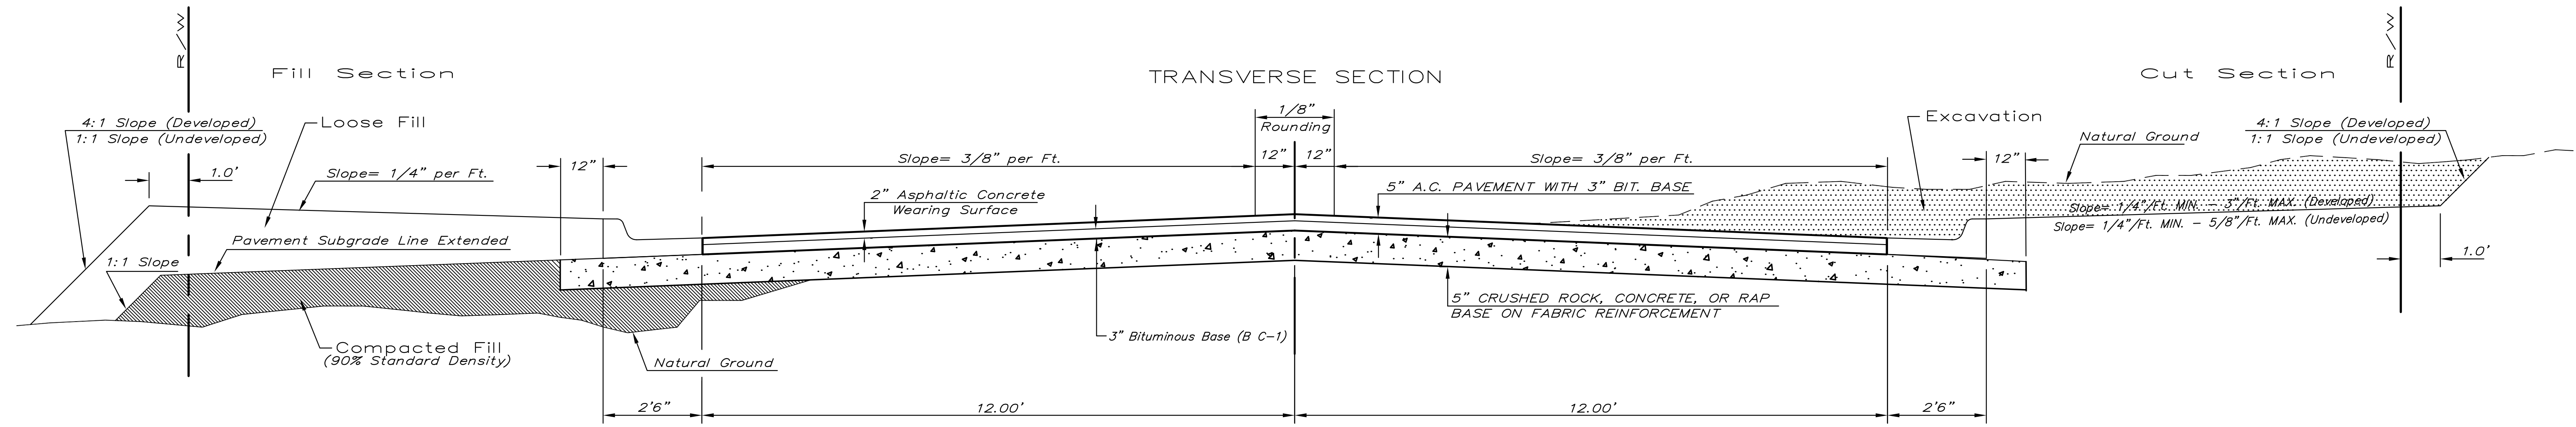 R/W
Fill Section
TRANSVERSE SECTION
Cut Section
R/W
4:1 Slope (Developed)
1:1 Slope (Undeveloped)
Loose Fill
1/8"
Rounding
Excavation
Natural Ground
4:1 Slope (Developed)
1:1 Slope (Undeveloped)
1.0'
Slope= 1/4" per Ft.
12"
Slope= 3/8" per Ft.
12"
12"
Slope= 3/8" per Ft.
12"
2" Asphaltic Concrete
Wearing Surface
5" A.C. PAVEMENT WITH 3" BIT. BASE
Slope= 1/4"/Ft. MIN. - 3"/Ft. MAX. (Developed)
Slope= 1/4"/Ft. MIN. - 5/8"/Ft. MAX. (Undeveloped)
Pavement Subgrade Line Extended
1:1 Slope
1.0'
5" CRUSHED ROCK, CONCRETE, OR RAP
BASE ON FABRIC REINFORCEMENT
3" Bituminous Base (B C-1)
Compacted Fill
(90% Standard Density)
Natural Ground
2'6"
12.00'
12.00'
2'6"